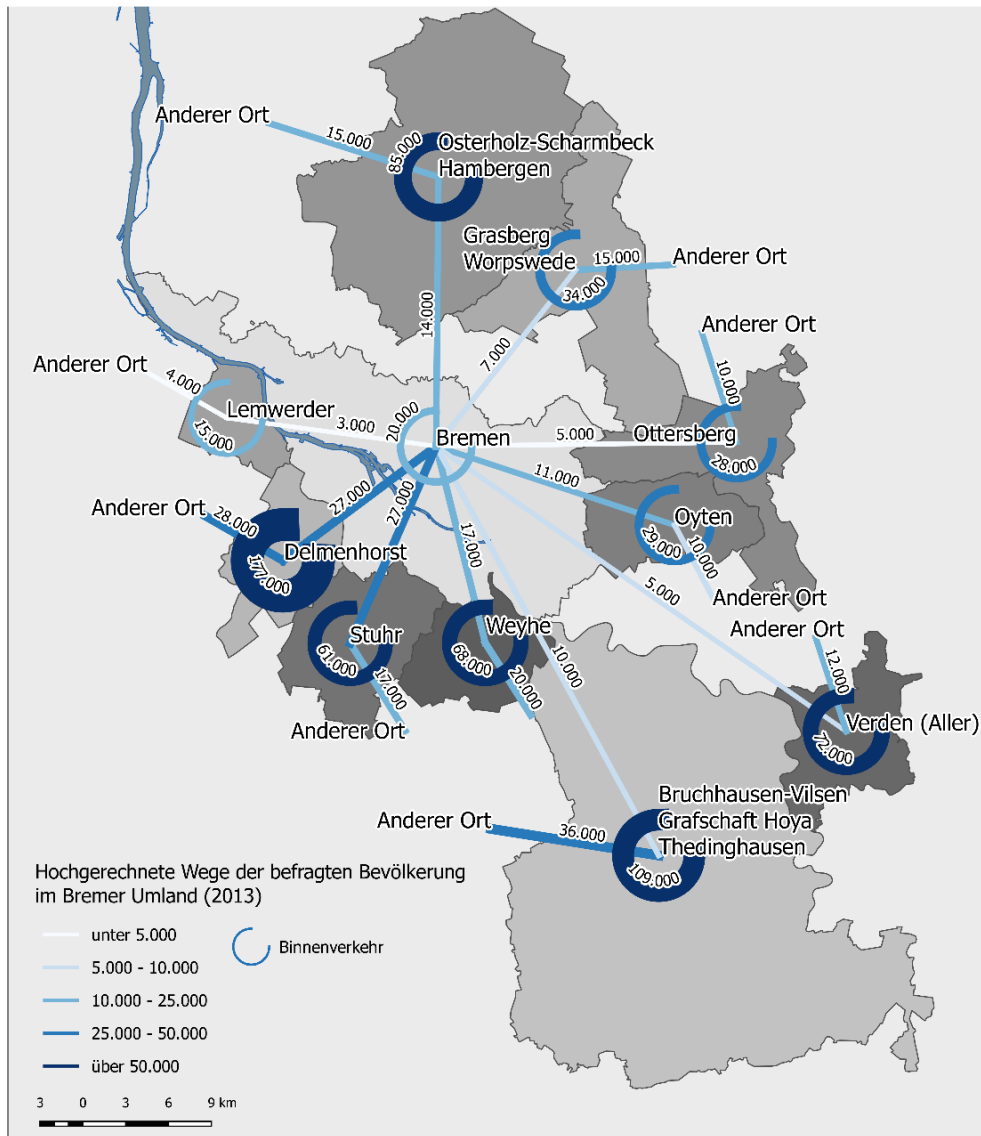 Anderer Ort
15.000
85.000
Osterholz-Scharmbeck
Hambergen
Grasberg
Worpswede
15.000
Anderer Ort
34.000
14.000
7.000
Anderer Ort
10.000
Anderer Ort
4.000
Lemwerder
15.000
3.000
20.000
Bremen
5.000
Ottersberg
28.000
11.000
Oyten
29.000
10.000
Anderer Ort
Anderer Ort
28.000
27.000
27.000
Delmenhorst
177.000
17.000
5.000
Stuhr
61.000
17.000
Anderer Ort
Weyhe
68.000
20.000
10.000
Anderer Ort
12.000
Verden (Aller)
72.000
Bruchhausen-Vilsen
Grafschaft Hoya
Thedinghausen
Anderer Ort
36.000
109.000
Hochgerechnete Wege der befragten Bevölkerung
im Bremer Umland (2013)
unter 5.000
5.000 - 10.000
10.000 - 25.000
25.000 - 50.000
über 50.000
Binnenverkehr
3 0 3 6 9 km